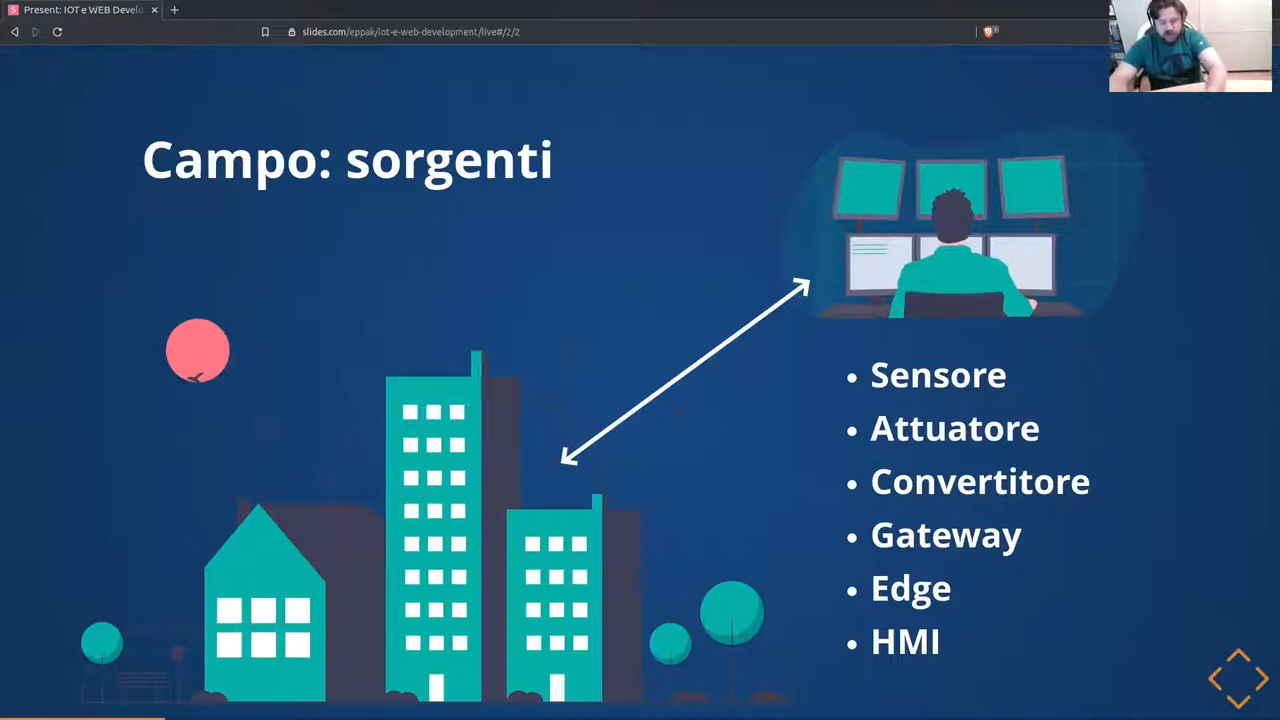 Present: IOT e WEB Develo
slides.com/eppak/iot-e-web-development/live#/2/2
Campo: sorgenti
Sensore
Attuatore
Convertitore
Gateway
Edge
HMI